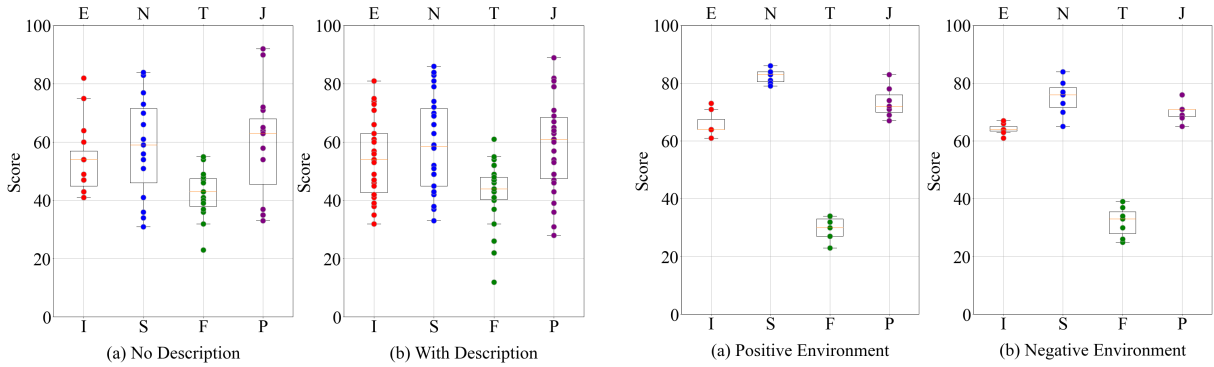 E N T J
100
80
60
40
20
0
Score
I S F P
(a) No Description
E N T J
100
80
60
40
20
0
Score
I S F P
(b) With Description
E N T J
100
80
60
40
20
0
Score
I S F P
(a) Positive Environment
E N T J
100
80
60
40
20
0
Score
I S F P
(b) Negative Environment